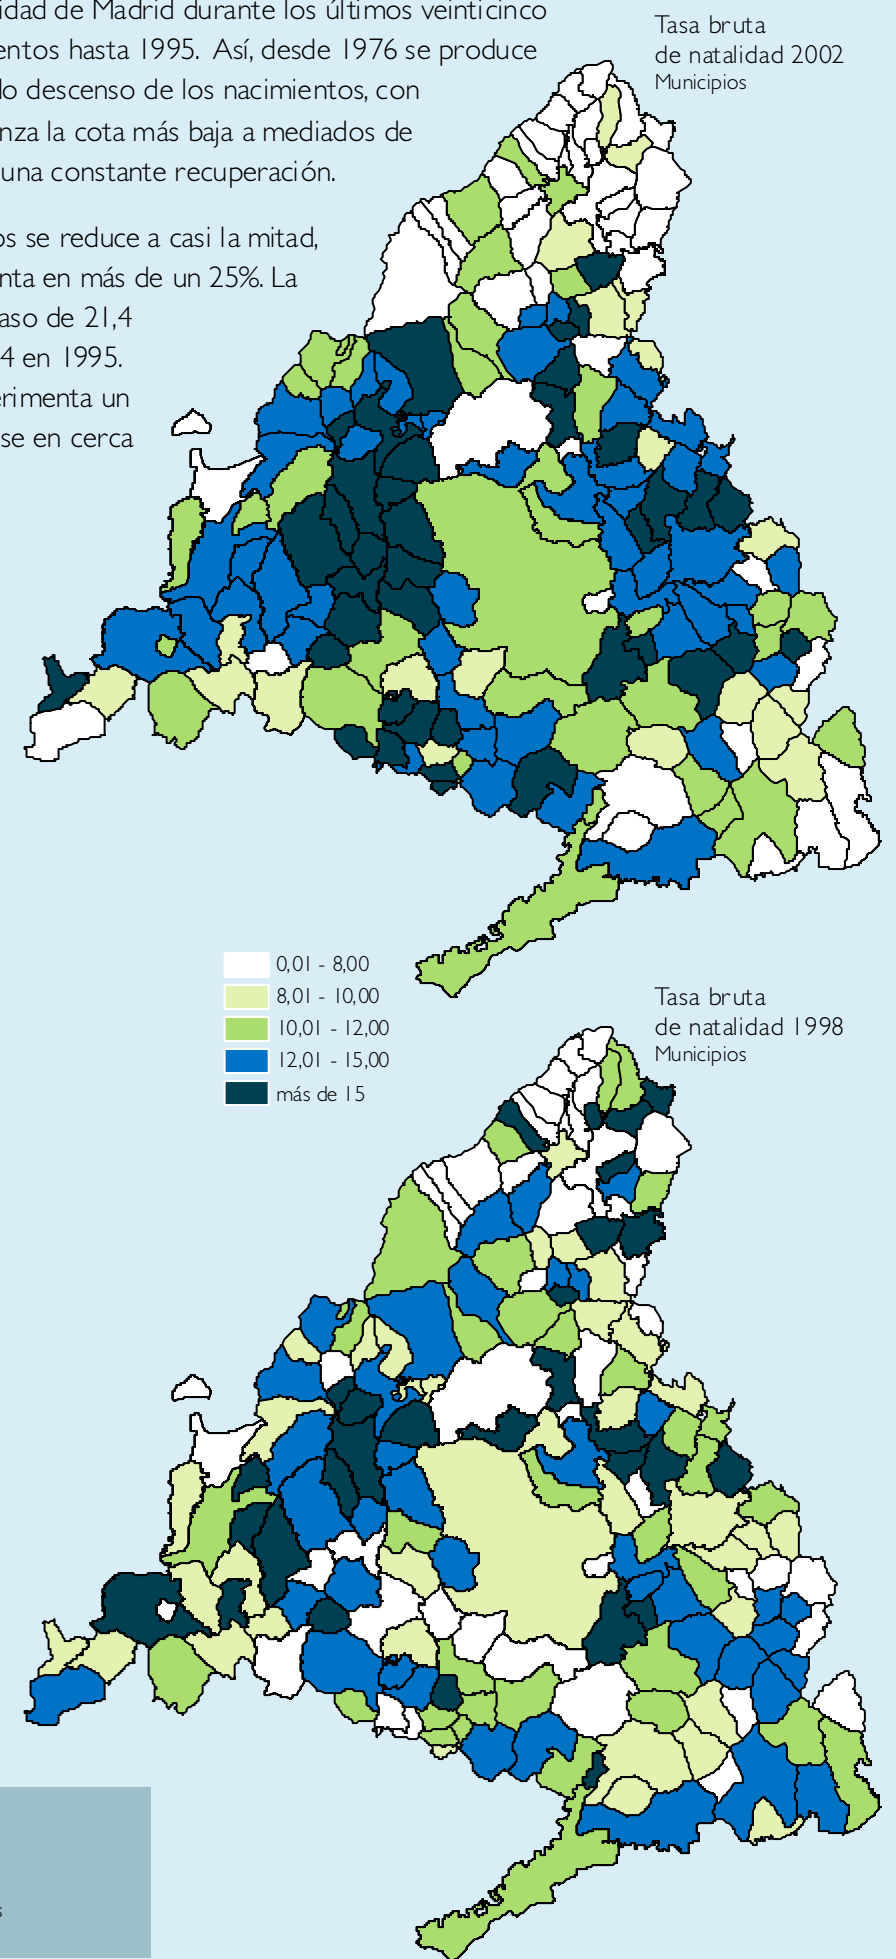 idad de Madrid durante los últimos veinticinco
entos hasta 1995. Así, desde 1976 se produce
do descenso de los nacimientos, con
nza la cota más baja a mediados de
una constante recuperación.
os se reduce a casi la mitad,
nta en más de un 25%. La
aso de 21,4
4 en 1995.
erimenta un
se en cerca
Tasa bruta
de natalidad 2002
Municipios
0,01 - 8,00
8,01 - 10,00
10,01 - 12,00
12,01 - 15,00
más de 15
Tasa bruta
de natalidad 1998
Municipios
s